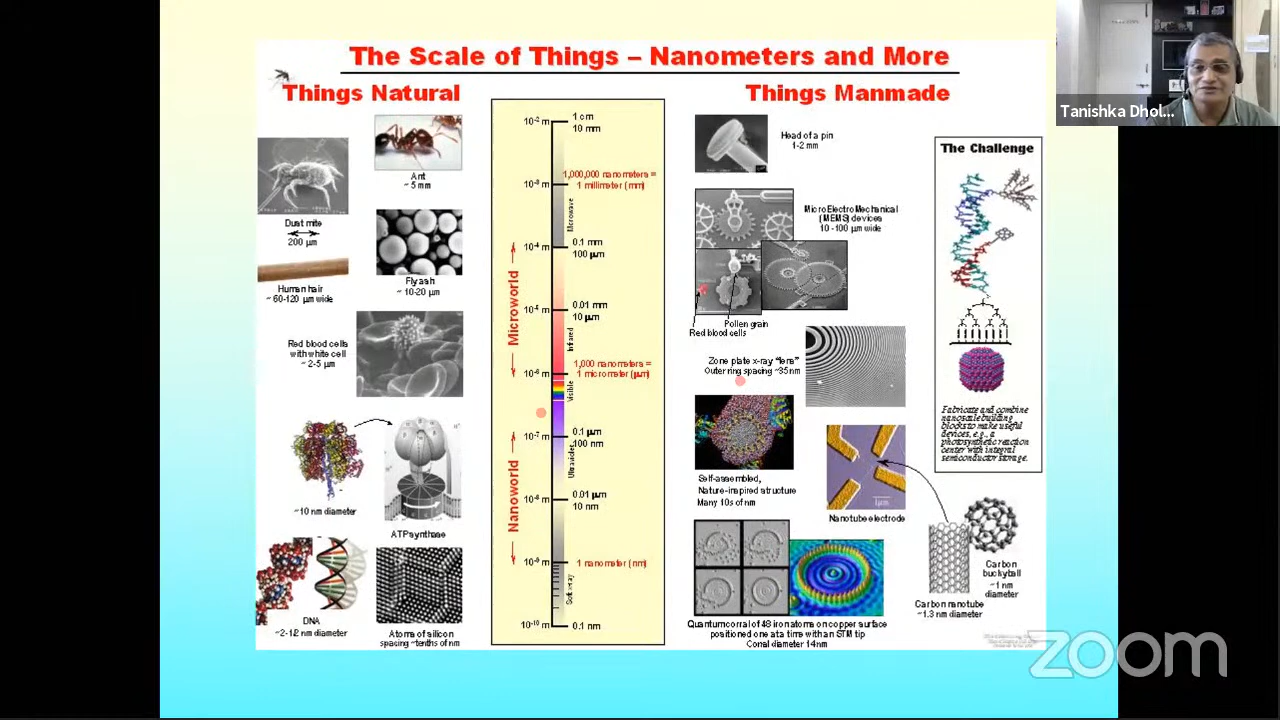 The Scale of Things – Nanometers and More
Things Natural
Things Manmade
Ant
~ 5 mm
Dust mite
200 µm
Human hair
~ 60-120 µm wide
Fly ash
~ 10-20 µm
Red blood cells
with white cell
~ 2-5 µm
~10 nm diameter
ATP synthase
DNA
~2-1/2 nm diameter
Atoms of silicon
spacing ~tenths of nm
Microworld
Nanoworld
10-2 m
1 cm
10 mm
1,000,000 nanometers =
10-3 m
1 millimeter (mm)
Microwave
10-4 m
0.1 mm
100 µm
10-5 m
0.01 mm
10 µm
Infrared
1,000 nanometers =
10-6 m
1 micrometer (µm)
Visible
10-7 m
0.1 µm
100 nm
Ultraviolet
10-8 m
0.01 µm
10 nm
10-9 m
1 nanometer (nm)
Soft x-ray
10-10 m
0.1 nm
Head of a pin
1-2 mm
MicroElectroMechanical
(MEMS) devices
10 -100 µm wide
Pollen grain
Red blood cells
Zone plate x-ray "lens"
Outer ring spacing ~35 nm
Self-assembled,
Nature-inspired structure
Many 10s of nm
1µm
Nanotube electrode
Quantum corral of 48 iron atoms on copper surface
positioned one at a time with an STM tip
Corral diameter 14 nm
Carbon
buckyball
~1 nm
diameter
Carbon nanotube
~1.3 nm diameter
The Challenge
Fabricate and combine
nanoscale building
blocks to make useful
devices, e.g., a
photosynthetic reaction
center with integral
semiconductor storage.
Tanishka Dhol...
zoom